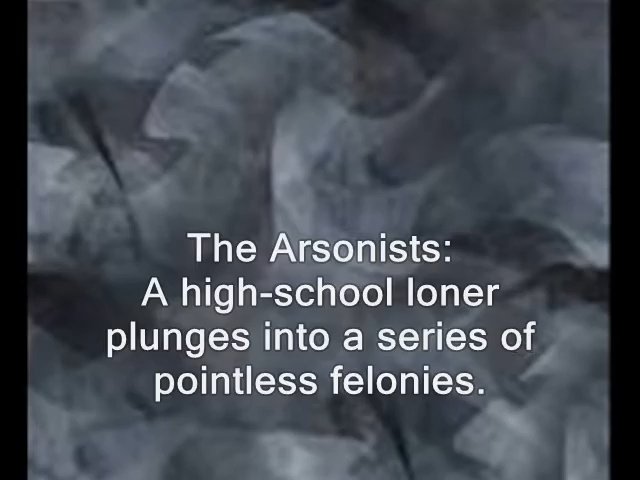 The Arsonists:
A high-school loner
plunges into a series of
pointless felonies.